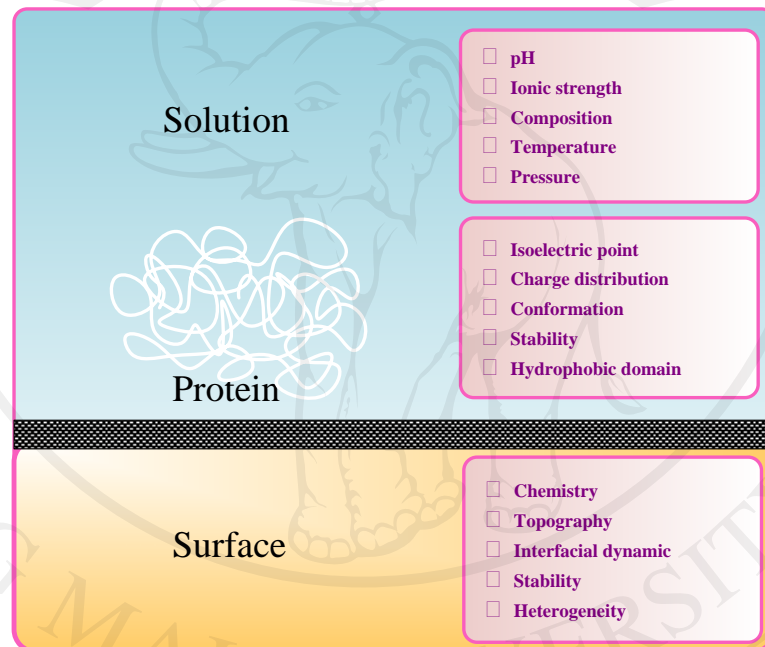 Solution
□ pH
□ Ionic strength
□ Composition
□ Temperature
□ Pressure
Protein
□ Isoelectric point
□ Charge distribution
□ Conformation
□ Stability
□ Hydrophobic domain
Surface
□ Chemistry
□ Topography
□ Interfacial dynamic
□ Stability
□ Heterogeneity